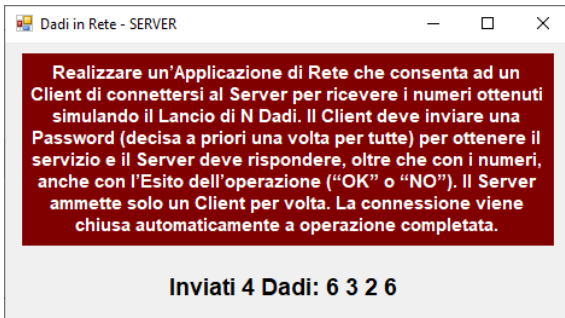 Dadi in Rete - SERVER
Realizzare un’Applicazione di Rete che consenta ad un
Client di connettersi al Server per ricevere i numeri ottenuti
simulando il Lancio di N Dadi. Il Client deve inviare una
Password (decisa a priori una volta per tutte) per ottenere il
servizio e il Server deve rispondere, oltre che con i numeri,
anche con l’Esito dell’operazione (“OK” o “NO”). Il Server
ammette solo un Client per volta. La connessione viene
chiusa automaticamente a operazione completata.
Inviati 4 Dadi: 6 3 2 6